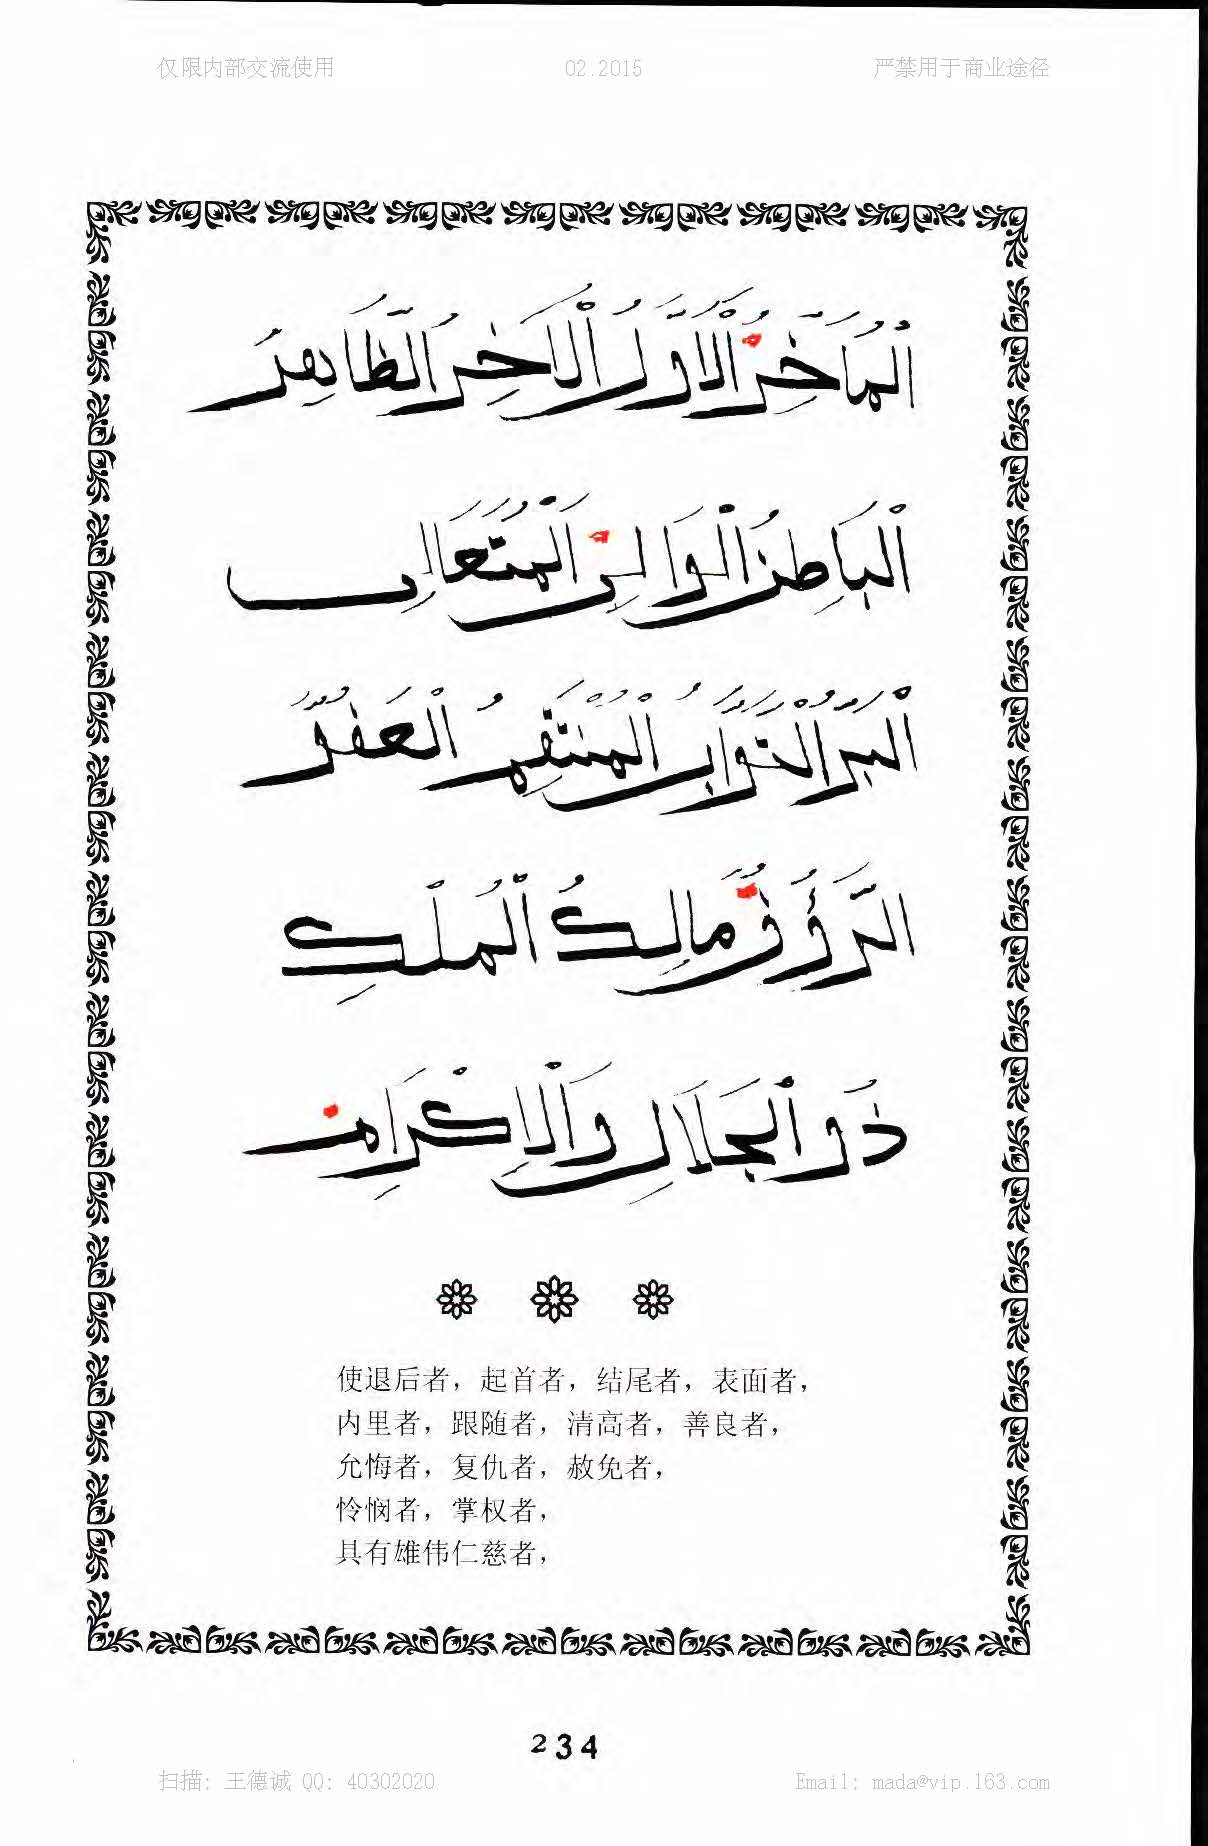 仅限内部交流使用 02.2015 严禁用于商业途径
الْمُأَخِّرُ الْأَوَّلُ الْأَخِرُ الظَّاهِرُ
الْبَاطِنُ الْوَالِى الْمُتَعَالِى
الْبَرُّ التَّوَّابُ الْمُنْتَقِمُ الْعَفُوُّ
الرَّؤُفُ مَالِكُ الْمُلْكِ
ذُو الْجَلَالِ وَالْإِكْرَامِ
使退后者，起首者，结尾者，表面者，
内里者，跟随者，清高者，善良者，
允悔者，复仇者，赦免者，
怜悯者，掌权者，
具有雄伟仁慈者，
234
扫描: 王德诚 QQ: 40302020 Email: mada@vip.163.com